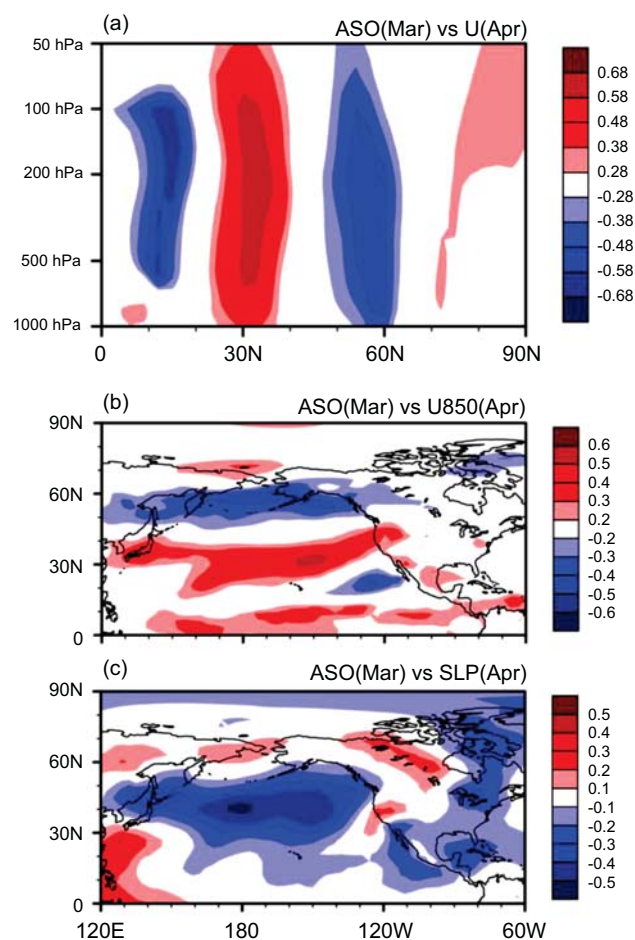 (a) ASO(Mar) vs U(Apr)
50 hPa
100 hPa
200 hPa
500 hPa
1000 hPa
0 30N 60N 90N
0.68
0.58
0.48
0.38
0.28
-0.28
-0.38
-0.48
-0.58
-0.68
(b) ASO(Mar) vs U850(Apr)
90N
60N
30N
0
0.6
0.5
0.4
0.3
0.2
-0.2
-0.3
-0.4
-0.5
-0.6
(c) ASO(Mar) vs SLP(Apr)
90N
60N
30N
0
120E 180 120W 60W
0.5
0.4
0.3
0.2
0.1
-0.1
-0.2
-0.3
-0.4
-0.5